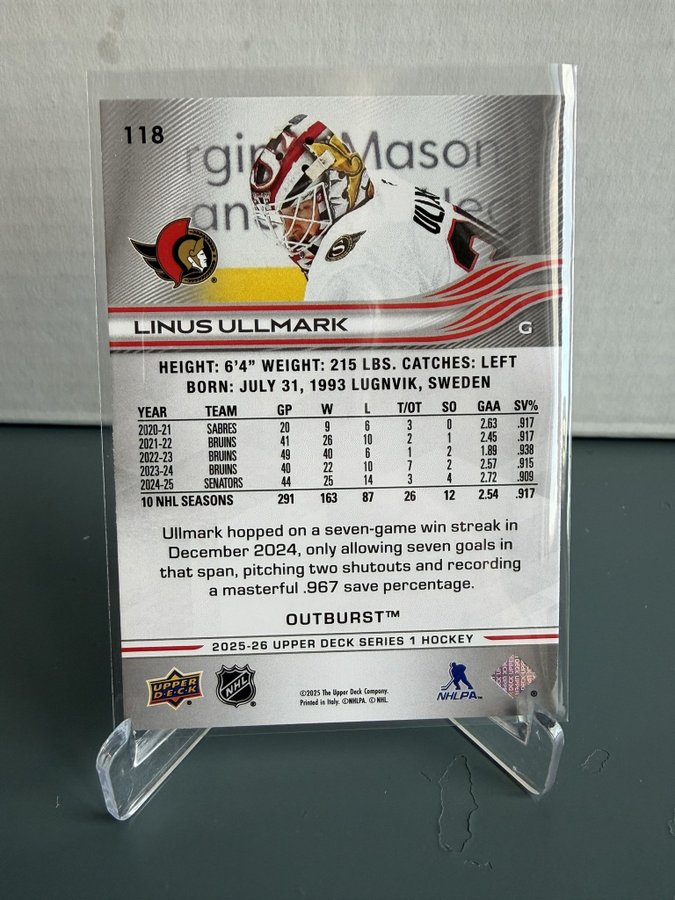 118
rgin Mason
an
ULLM
LINUS ULLMARK
G
HEIGHT: 6'4" WEIGHT: 215 LBS. CATCHES: LEFT
BORN: JULY 31, 1993 LUGNVIK, SWEDEN
YEAR TEAM GP W L T/OT SO GAA SV%
2020-21 SABRES 20 9 6 3 0 2.63 .917
2021-22 BRUINS 41 26 10 2 1 2.45 .917
2022-23 BRUINS 49 40 6 1 2 1.89 .938
2023-24 BRUINS 40 22 10 7 2 2.57 .915
2024-25 SENATORS 44 25 14 3 4 2.72 .909
10 NHL SEASONS 291 163 87 26 12 2.54 .917
Ullmark hopped on a seven-game win streak in
December 2024, only allowing seven goals in
that span, pitching two shutouts and recording
a masterful .967 save percentage.
OUTBURST™
2025-26 UPPER DECK SERIES 1 HOCKEY
UPPER DECK
NHL
©2025 The Upper Deck Company.
Printed in Italy. ©NHLPA. ©NHL.
NHLPA™